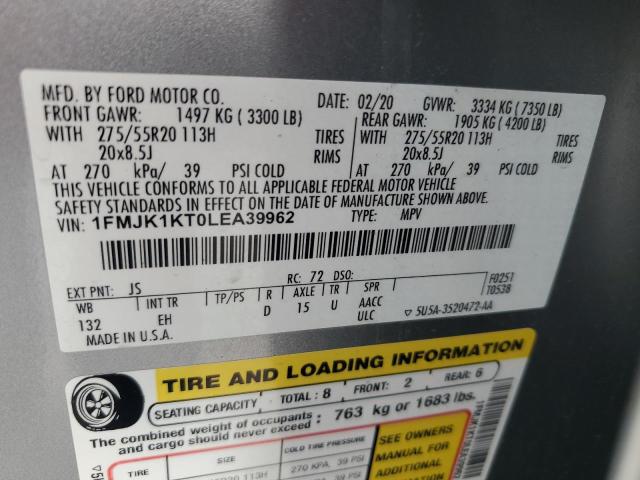 MFD. BY FORD MOTOR CO.
DATE: 02/20 GVWR: 3334 KG ( 7350 LB)
FRONT GAWR: 1497 KG ( 3300 LB)
REAR GAWR: 1905 KG ( 4200 LB)
WITH 275/55R20 113H TIRES 275/55R20 113H TIRES
20x8.5J RIMS 20x8.5J RIMS
AT 270 kPa/ 39 PSI COLD AT 270 kPa/ 39 PSI COLD
THIS VEHICLE CONFORMS TO ALL APPLICABLE FEDERAL MOTOR VEHICLE
SAFETY STANDARDS IN EFFECT ON THE DATE OF MANUFACTURE SHOWN ABOVE.
VIN: 1FMJK1KT0LEA39962 TYPE: MPV
EXT PNT: JS RC: 72 DSO: F0251
T0538
WB INT TR TP/PS R AXLE TR SPR
132 EH D 15 U AACC
ULC
▽ 5U5A-3520472-AA
MADE IN U.S.A.
TIRE AND LOADING INFORMATION
SEATING CAPACITY TOTAL : 8 FRONT: 2 REAR: 6
The combined weight of occupants and cargo should never exceed : 763 kg or 1683 lbs.
TIRE SIZE COLD TIRE PRESSURE
113H 270 KPA, 39 PSI
SEE OWNERS
MANUAL FOR
ADDITIONAL